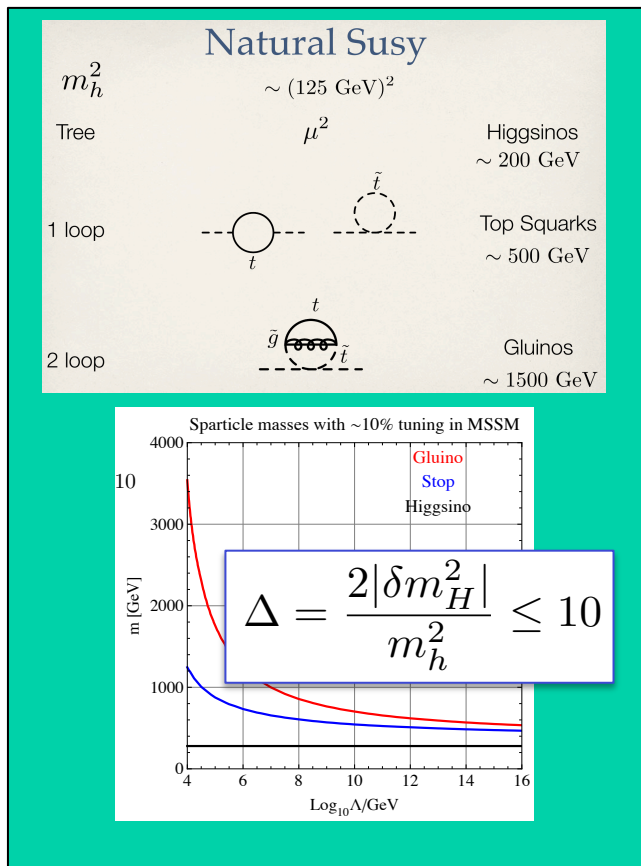 Natural Susy
m_h^2
∼ (125 GeV)^2
Tree
μ^2
Higgsinos
∼ 200 GeV
t̃
1 loop
t
Top Squarks
∼ 500 GeV
t
g̃
t̃
2 loop
Gluinos
∼ 1500 GeV
Sparticle masses with ∼10% tuning in MSSM
4000
Gluino
10
Stop
Higgsino
3000
Δ = 2|δm_H^2| / m_h^2 ≤ 10
m [GeV]
2000
1000
0
4 6 8 10 12 14 16
Log_10 Λ/GeV